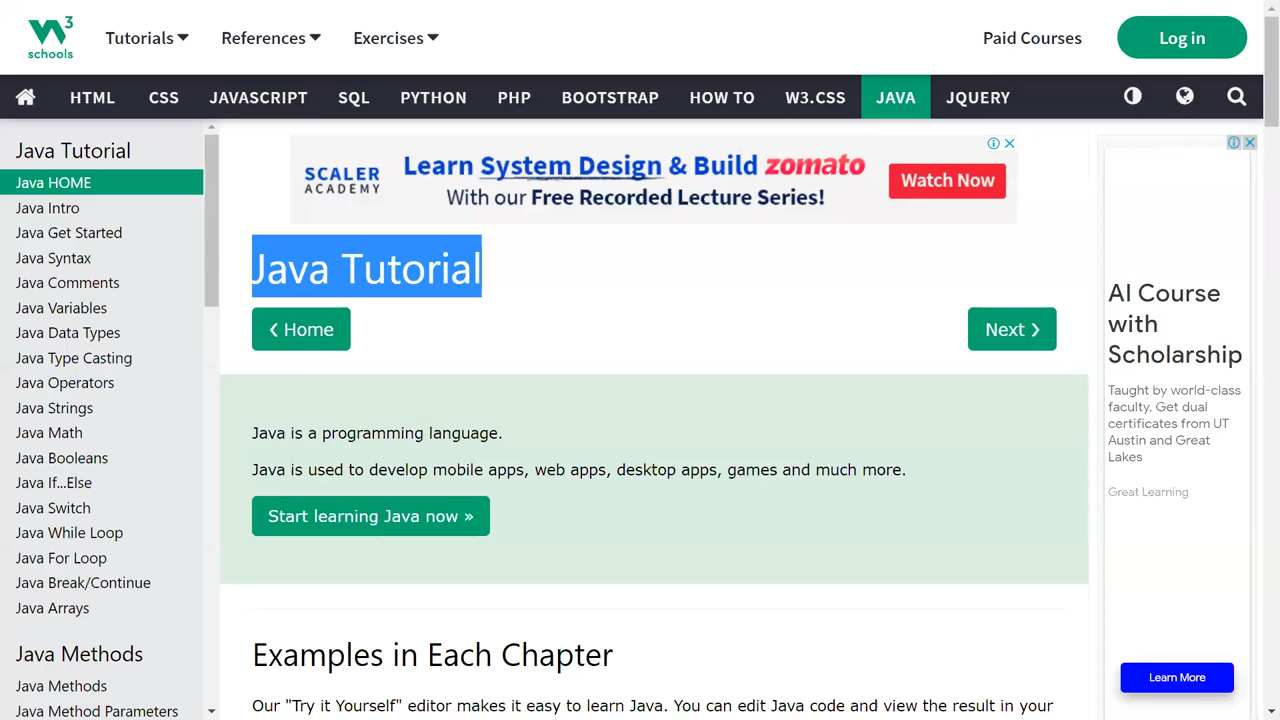 W3 schools
Tutorials References Exercises Paid Courses Log in
HTML CSS JAVASCRIPT SQL PYTHON PHP BOOTSTRAP HOW TO W3.CSS JAVA JQUERY
Java Tutorial
Java HOME
Java Intro
Java Get Started
Java Syntax
Java Comments
Java Variables
Java Data Types
Java Type Casting
Java Operators
Java Strings
Java Math
Java Booleans
Java If...Else
Java Switch
Java While Loop
Java For Loop
Java Break/Continue
Java Arrays
Java Methods
Java Methods
Java Method Parameters
SCALER
ACADEMY
Learn System Design & Build zomato
With our Free Recorded Lecture Series!
Watch Now
Java Tutorial
❮ Home Next ❯
Java is a programming language.
Java is used to develop mobile apps, web apps, desktop apps, games and much more.
Start learning Java now »
Examples in Each Chapter
Our "Try it Yourself" editor makes it easy to learn Java. You can edit Java code and view the result in your
AI Course
with
Scholarship
Taught by world-class
faculty. Get dual
certificates from UT
Austin and Great
Lakes
Great Learning
Learn More